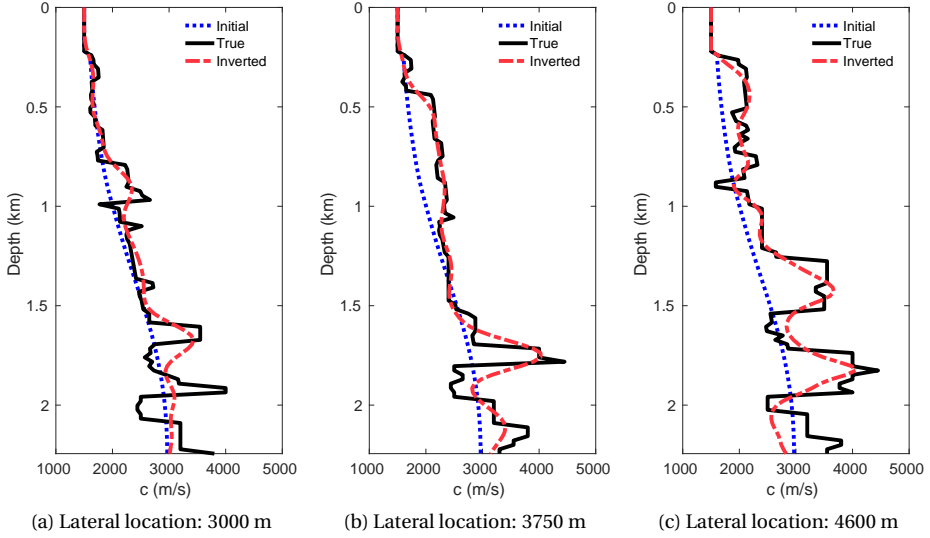 Initial
True
Inverted
0
0.5
1
1.5
2
Depth (km)
1000 2000 3000 4000 5000
c (m/s)
(a) Lateral location: 3000 m
Initial
True
Inverted
0
0.5
1
1.5
2
Depth (km)
1000 2000 3000 4000 5000
c (m/s)
(b) Lateral location: 3750 m
Initial
True
Inverted
0
0.5
1
1.5
2
Depth (km)
1000 2000 3000 4000 5000
c (m/s)
(c) Lateral location: 4600 m